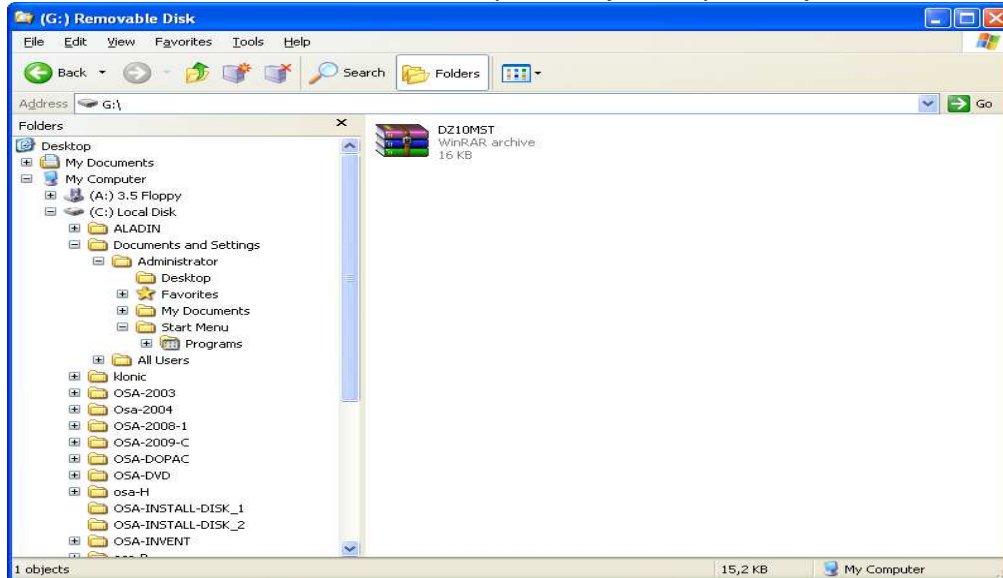 (G:) Removable Disk
File Edit View Favorites Tools Help
Back Search Folders
Address G:\ Go
Folders
Desktop
My Documents
My Computer
(A:) 3.5 Floppy
(C:) Local Disk
ALADIN
Documents and Settings
Administrator
Desktop
Favorites
My Documents
Start Menu
Programs
All Users
klonic
OSA-2003
Osa-2004
OSA-2008-1
OSA-2009-C
OSA-DOPAC
OSA-DVD
osa-H
OSA-INSTALL-DISK_1
OSA-INSTALL-DISK_2
OSA-INVENT
DZ10MST
WinRAR archive
16 KB
1 objects 15,2 KB My Computer